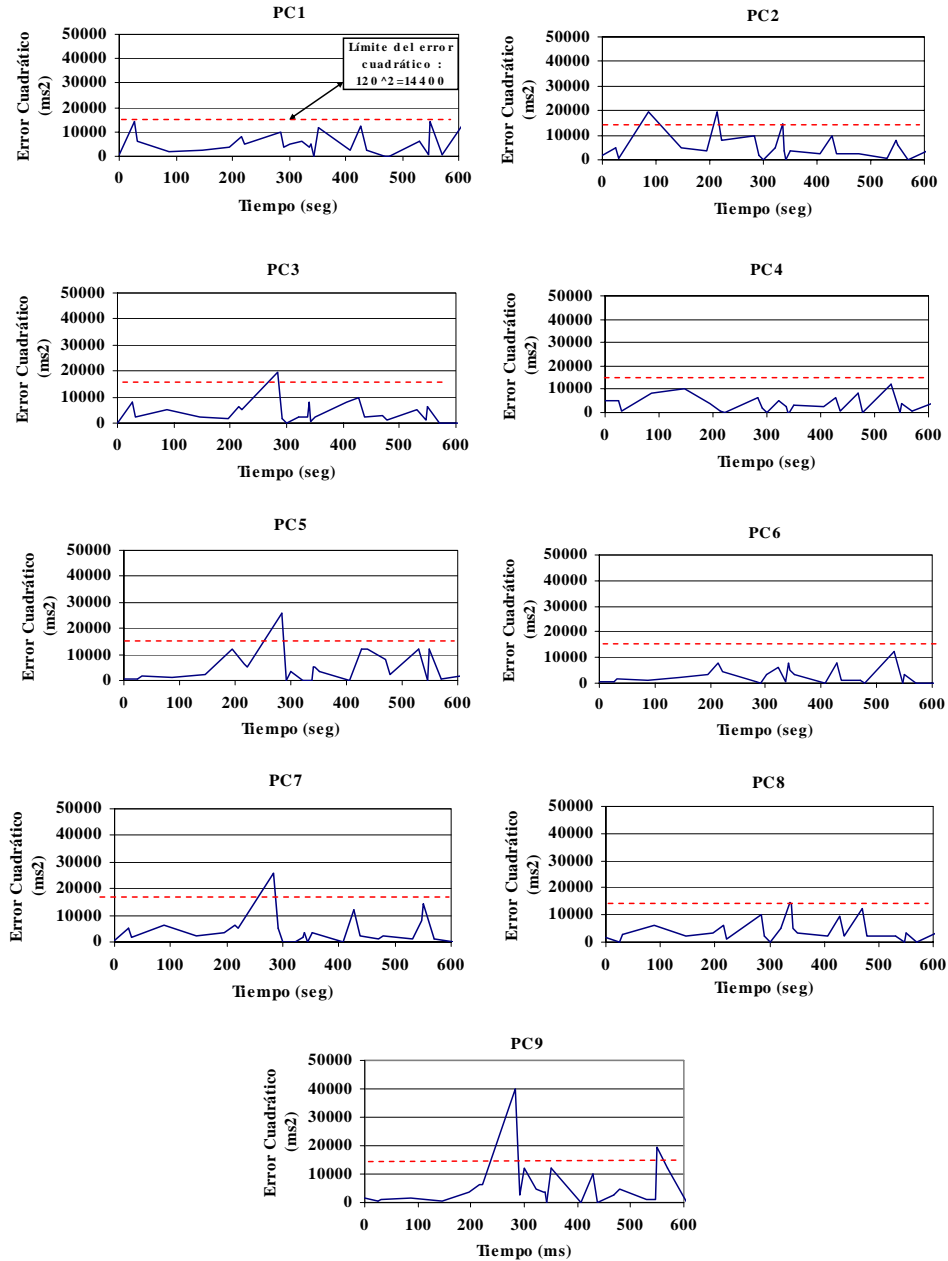 PC1
Error Cuadrático
(ms2)
50000
40000
30000
20000
10000
0
Límite del error
cuadrático :
120^2=14400
0 100 200 300 400 500 600
Tiempo (seg)
PC2
Error Cuadrático
(ms2)
50000
40000
30000
20000
10000
0
0 100 200 300 400 500 600
Tiempo (seg)
PC3
Error Cuadrático
(ms2)
50000
40000
30000
20000
10000
0
0 100 200 300 400 500 600
Tiempo (seg)
PC4
Error Cuadrático
(ms2)
50000
40000
30000
20000
10000
0
0 100 200 300 400 500 600
Tiempo (seg)
PC5
Error Cuadrático
(ms2)
50000
40000
30000
20000
10000
0
0 100 200 300 400 500 600
Tiempo (seg)
PC6
Error Cuadrático
(ms2)
50000
40000
30000
20000
10000
0
0 100 200 300 400 500 600
Tiempo (seg)
PC7
Error Cuadrático
(ms2)
50000
40000
30000
20000
10000
0
0 100 200 300 400 500 600
Tiempo (seg)
PC8
Error Cuadrático
(ms2)
50000
40000
30000
20000
10000
0
0 100 200 300 400 500 600
Tiempo (seg)
PC9
Error Cuadrático
(ms2)
50000
40000
30000
20000
10000
0
0 100 200 300 400 500 600
Tiempo (ms)